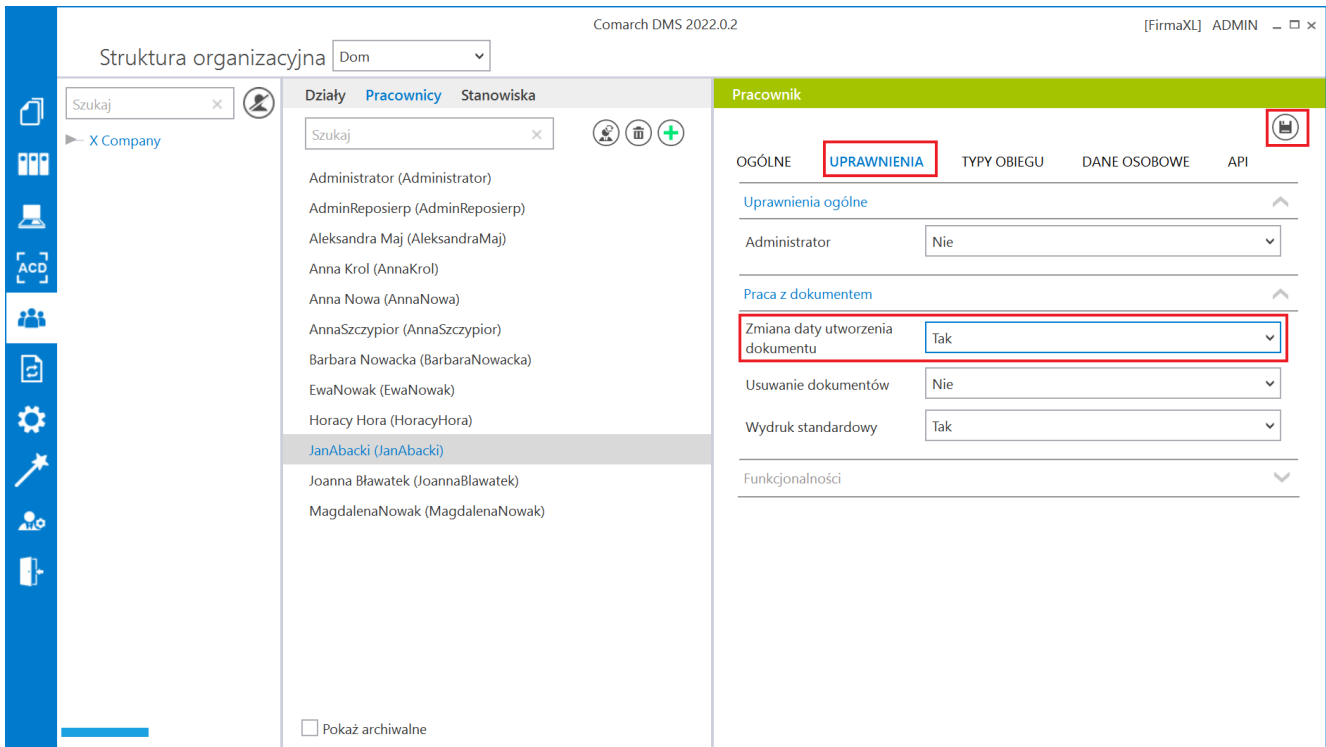 Comarch DMS 2022.0.2
[FirmaXL] ADMIN
Struktura organizacyjna Dom
Szukaj
X Company
ACD
Działy Pracownicy Stanowiska
Szukaj
Administrator (Administrator)
AdminReposierp (AdminReposierp)
Aleksandra Maj (AleksandraMaj)
Anna Krol (AnnaKrol)
Anna Nowa (AnnaNowa)
AnnaSzczypior (AnnaSzczypior)
Barbara Nowacka (BarbaraNowacka)
EwaNowak (EwaNowak)
Horacy Hora (HoracyHora)
JanAbacki (JanAbacki)
Joanna Bławatek (JoannaBlawatek)
MagdalenaNowak (MagdalenaNowak)
Pokaż archiwalne
Pracownik
OGÓLNE UPRAWNIENIA TYPY OBIEGU DANE OSOBOWE API
Uprawnienia ogólne
Administrator Nie
Praca z dokumentem
Zmiana daty utworzenia
dokumentu Tak
Usuwanie dokumentów Nie
Wydruk standardowy Tak
Funkcjonalności